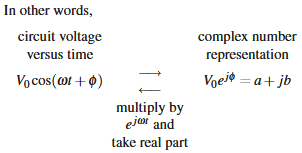 In other words,
circuit voltage complex number
versus time representation
V₀cos(ωt + ϕ) ⟶ V₀e^{jϕ} = a + jb
⟵
multiply by
e^{jωt} and
take real part